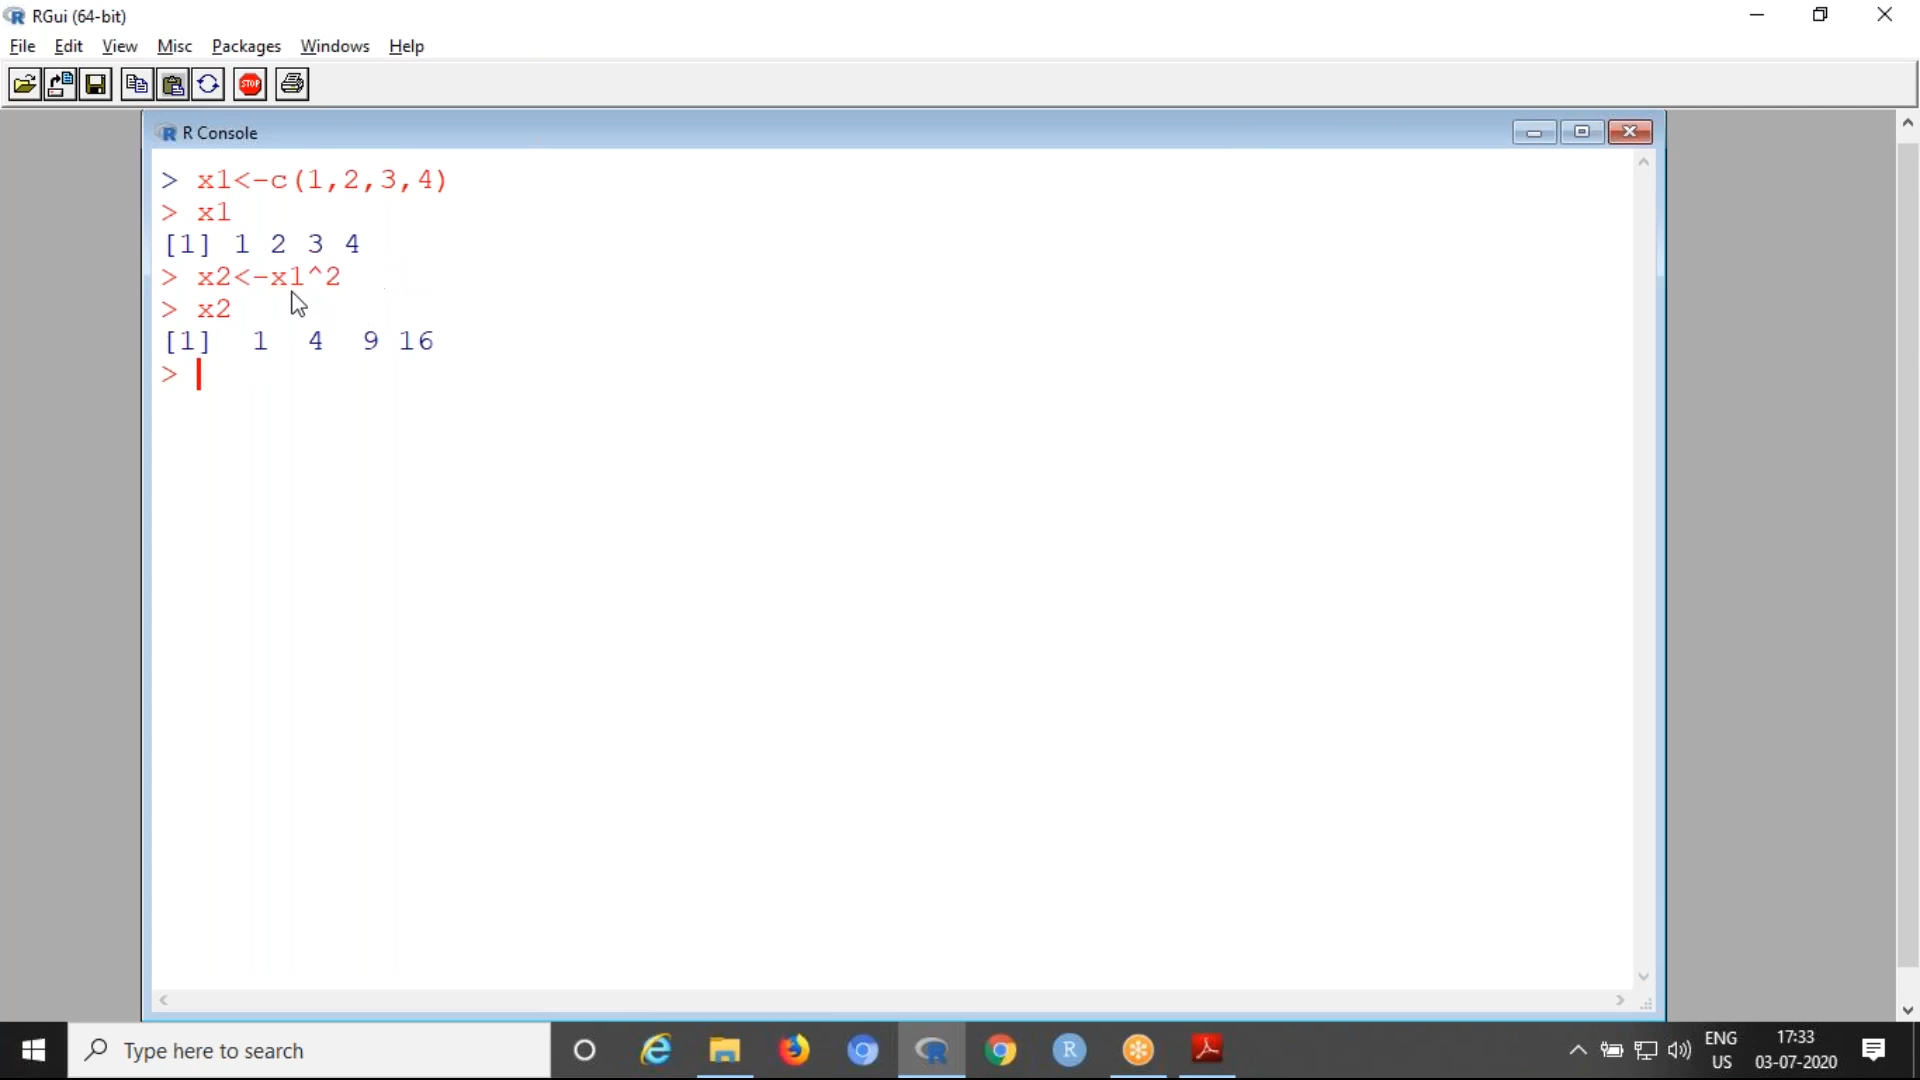 RGui (64-bit)
File Edit View Misc Packages Windows Help
STOP
R Console
> x1<-c(1,2,3,4)
> x1
[1] 1 2 3 4
> x2<-x1^2
> x2
[1]  1  4  9 16
>
Type here to search
ENG
US
17:33
03-07-2020